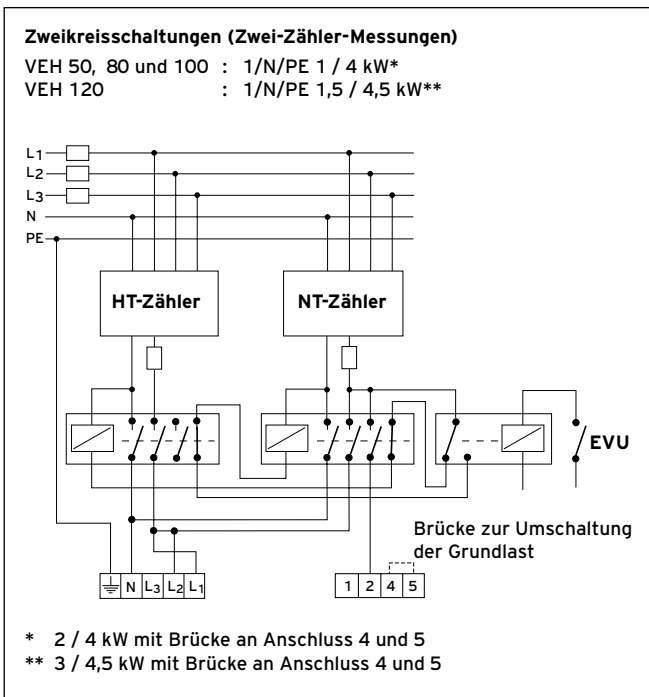 Zweikreisschaltungen (Zwei-Zähler-Messungen)
VEH 50, 80 und 100 : 1/N/PE 1 / 4 kW*
VEH 120 : 1/N/PE 1,5 / 4,5 kW**
L1
L2
L3
N
PE
HT-Zähler
NT-Zähler
EVU
Brücke zur Umschaltung
der Grundlast
N L3 L2 L1
1 2 4 5
* 2 / 4 kW mit Brücke an Anschluss 4 und 5
** 3 / 4,5 kW mit Brücke an Anschluss 4 und 5